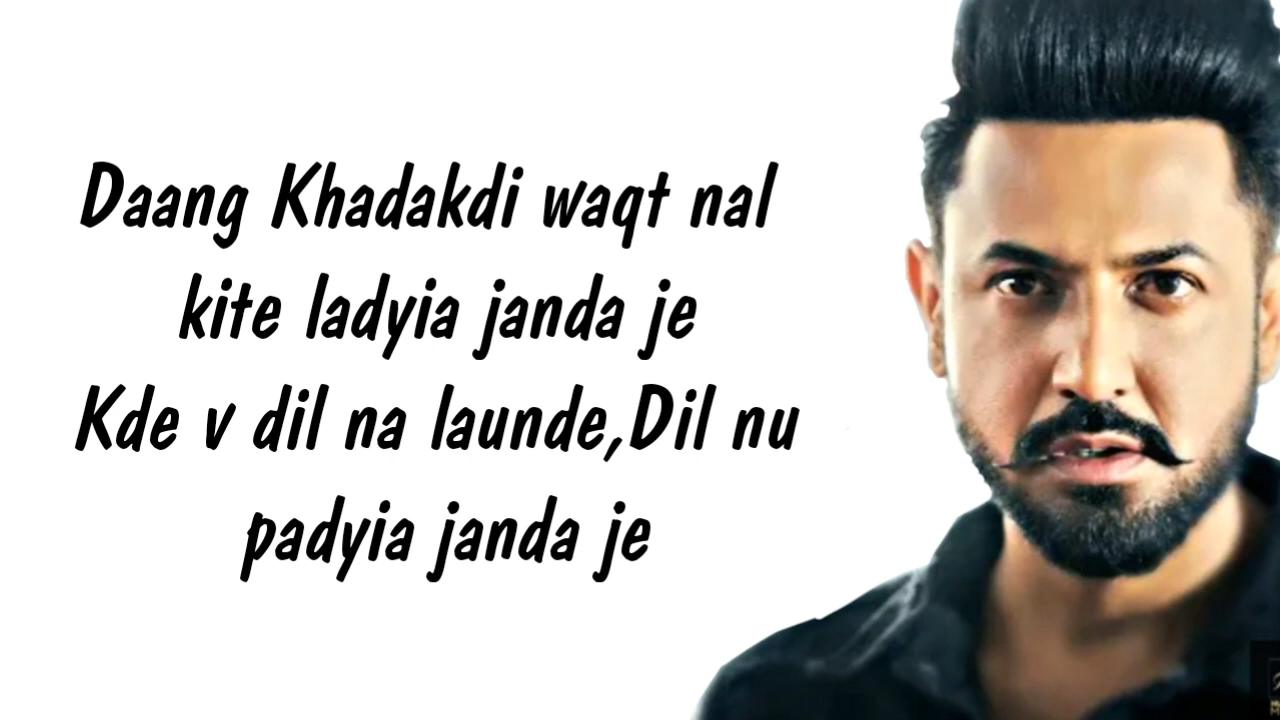 Daang Khadakdi waqt nal
kite ladyia janda je
Kde v dil na launde,Dil nu
padyia janda je